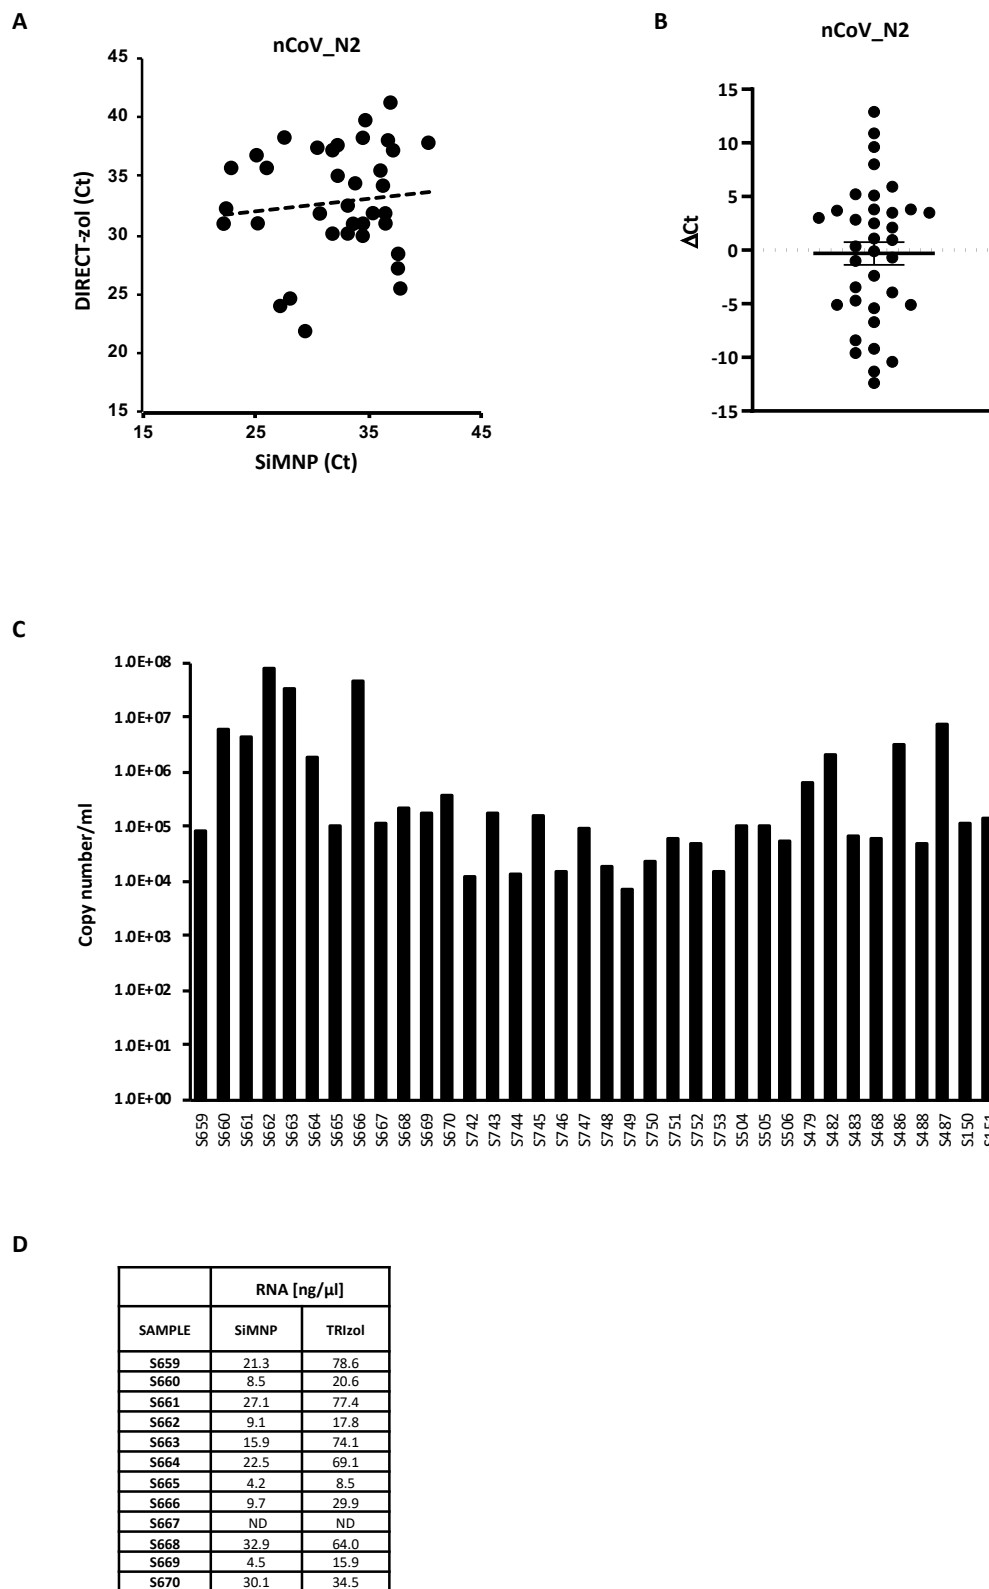 A
nCoV_N2
45
40
35
30
25
20
15
15 25 35 45
DIRECT-zol (Ct)
SiMNP (Ct)
B
nCoV_N2
15
10
5
0
-5
-10
-15
ΔCt
C
1.0E+08
1.0E+07
1.0E+06
1.0E+05
1.0E+04
1.0E+03
1.0E+02
1.0E+01
1.0E+00
Copy number/ml
S659 S660 S661 S662 S663 S664 S665 S666 S667 S668 S669 S670 S742 S743 S744 S745 S746 S747 S748 S749 S750 S751 S752 S753 S504 S505 S506 S479 S482 S483 S468 S486 S488 S487 S150 S151
D
RNA [ng/µl]
SAMPLE SiMNP TRIzol
S659 21.3 78.6
S660 8.5 20.6
S661 27.1 77.4
S662 9.1 17.8
S663 15.9 74.1
S664 22.5 69.1
S665 4.2 8.5
S666 9.7 29.9
S667 ND ND
S668 32.9 64.0
S669 4.5 15.9
S670 30.1 34.5